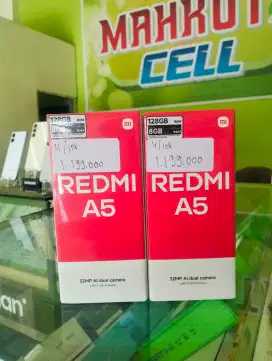 MAHKOT
CELL
128GB
4/128
1.199.000
REDMI
A5
32MP AI dual camera
128GB
8GB
4/128
1.199.000
REDMI
A5
32MP AI dual camera